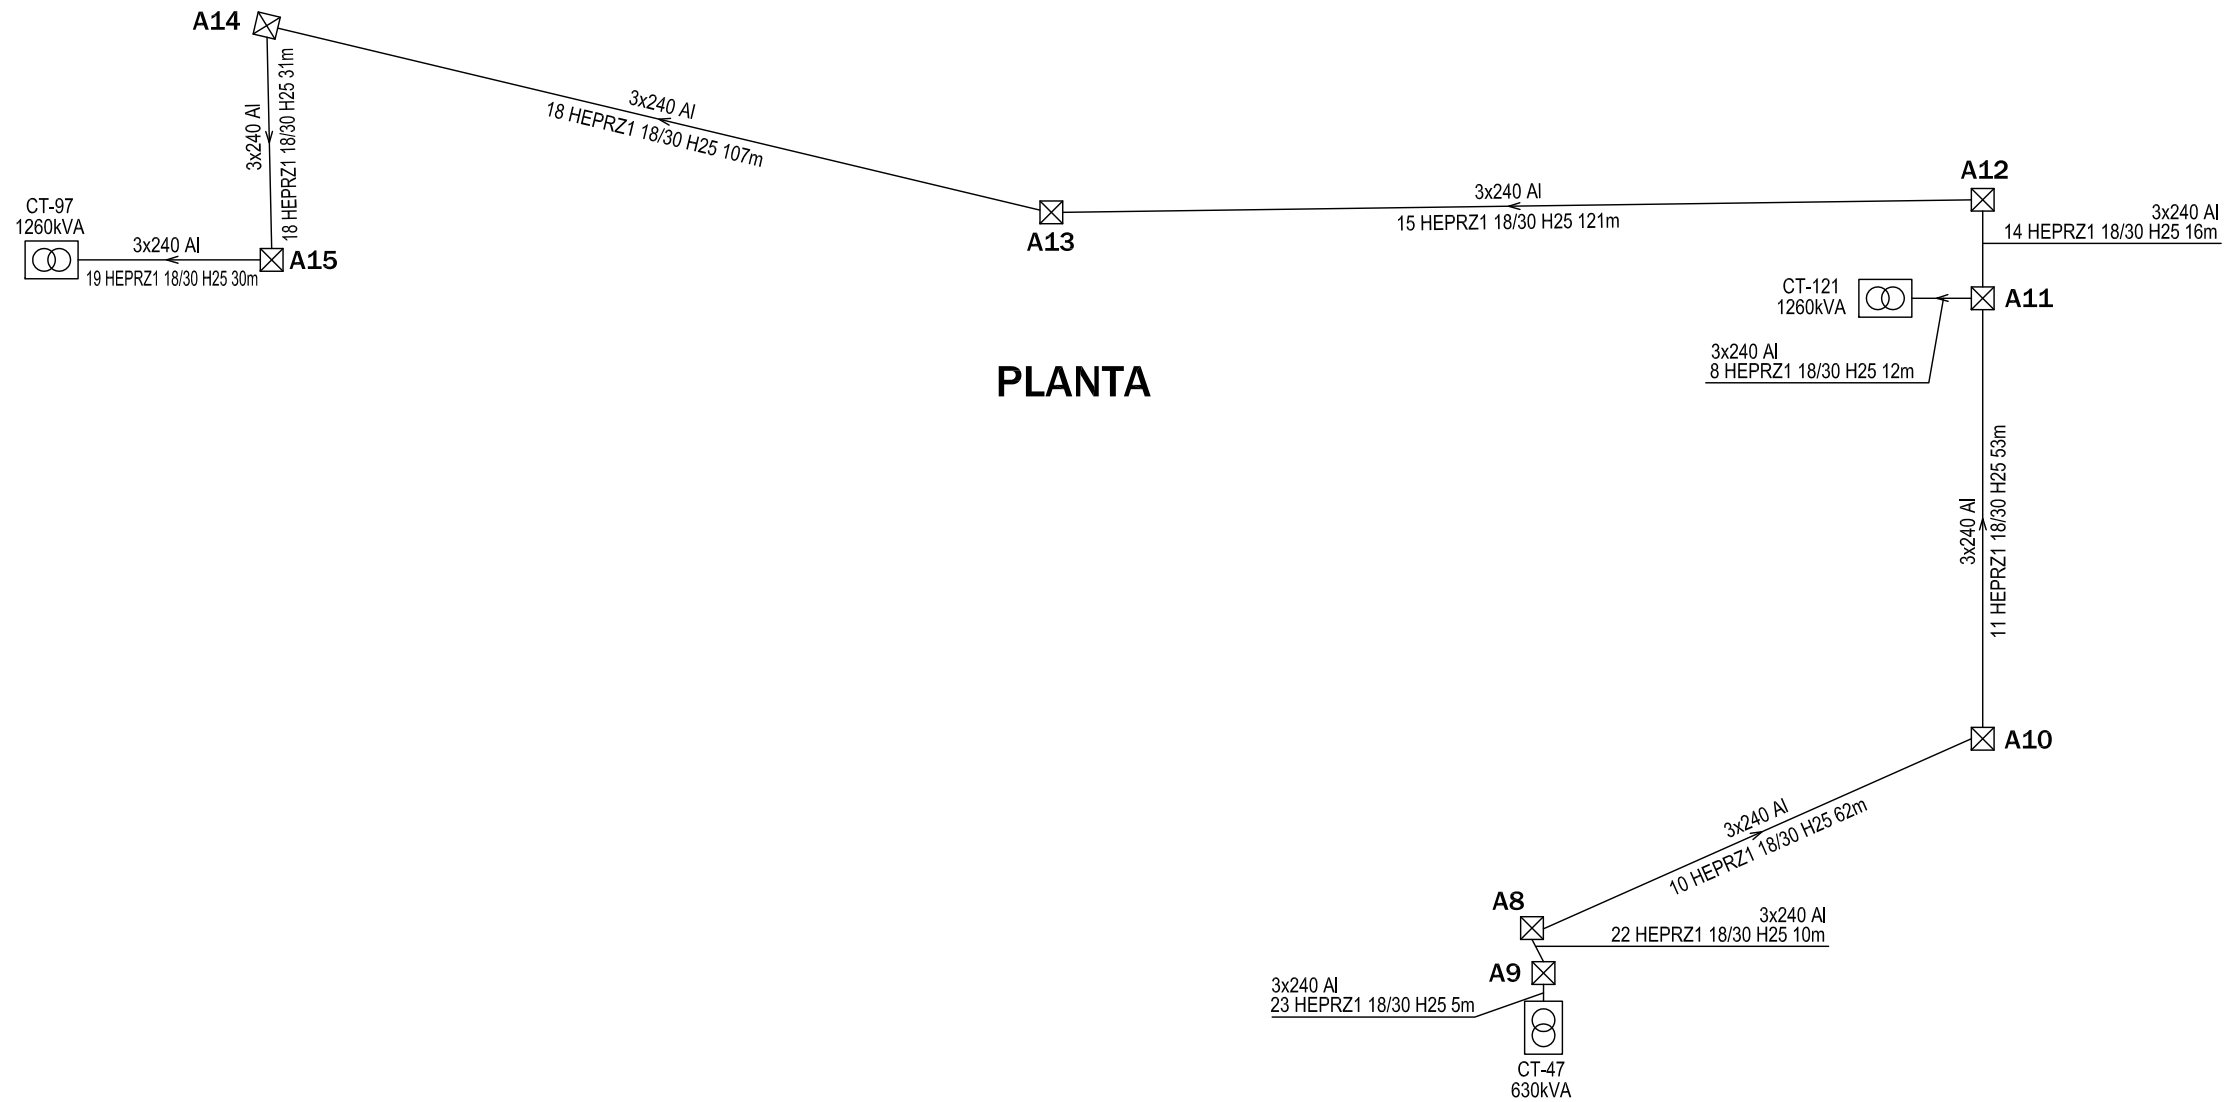 A14
3x240 Al
18 HEPRZ1 18/30 H25 31m
3x240 Al
18 HEPRZ1 18/30 H25 107m
CT-97
1260kVA
3x240 Al
19 HEPRZ1 18/30 H25 30m
A15
A13
3x240 Al
15 HEPRZ1 18/30 H25 121m
A12
3x240 Al
14 HEPRZ1 18/30 H25 16m
CT-121
1260kVA
A11
3x240 Al
8 HEPRZ1 18/30 H25 12m
PLANTA
3x240 Al
11 HEPRZ1 18/30 H25 53m
A10
3x240 Al
10 HEPRZ1 18/30 H25 62m
A8
3x240 Al
22 HEPRZ1 18/30 H25 10m
A9
3x240 Al
23 HEPRZ1 18/30 H25 5m
CT-47
630kVA